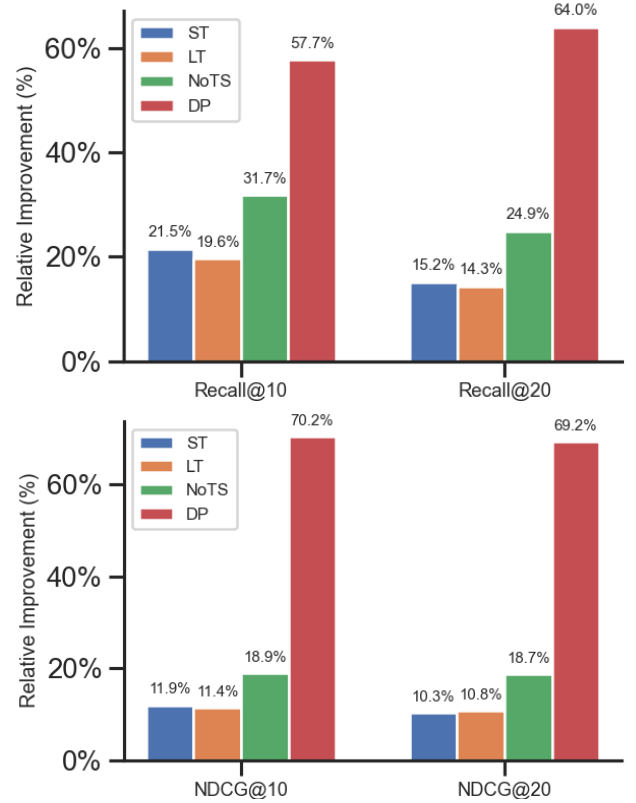 64.0%
57.7%
60%
ST
LT
NoTS
DP
40%
31.7%
24.9%
21.5%
19.6%
20%
15.2%
14.3%
0%
Relative Improvement (%)
Recall@10
Recall@20
70.2%
69.2%
ST
LT
NoTS
DP
60%
40%
20%
18.9%
18.7%
11.9%
11.4%
10.3%
10.8%
0%
Relative Improvement (%)
NDCG@10
NDCG@20